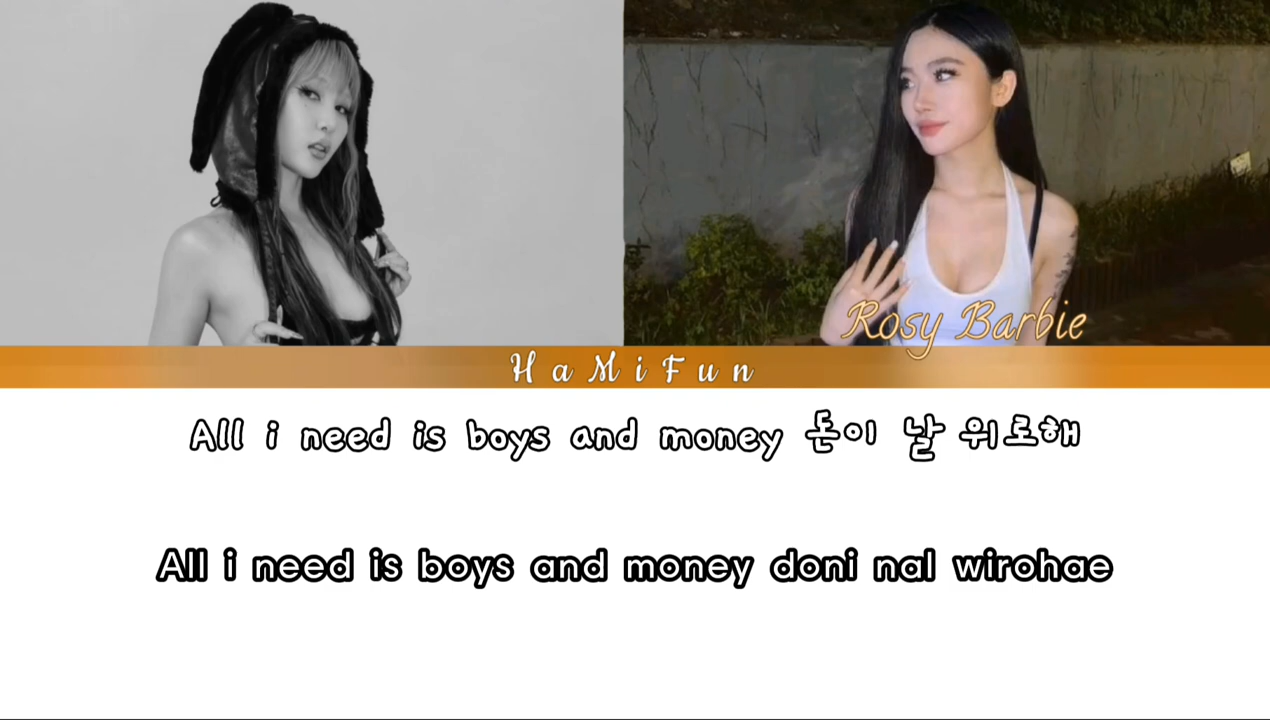 Rosy Barbie
HaMiFun
All i need is boys and money 돈이 날 위로해
All i need is boys and money doni nal wirohae